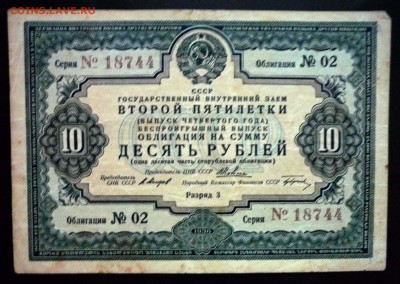 COINS.LAVE.RU
Серия № 18744 Облигация № 02
СССР
ГОСУДАРСТВЕННЫЙ ВНУТРЕННИЙ ЗАЕМ
ВТОРОЙ ПЯТИЛЕТКИ
(ВЫПУСК ЧЕТВЕРТОГО ГОДА)
БЕСПРОИГРЫШНЫЙ ВЫПУСК
ОБЛИГАЦИЯ НА СУММУ
10 ДЕСЯТЬ РУБЛЕЙ 10
(одна десятая часть сторублевой облигации)
Председатель ЦИК СССР
Председатель СНК СССР Народный Комиссар Финансов СССР
Разряд 3
Облигация № 02 Серия № 18744
1936